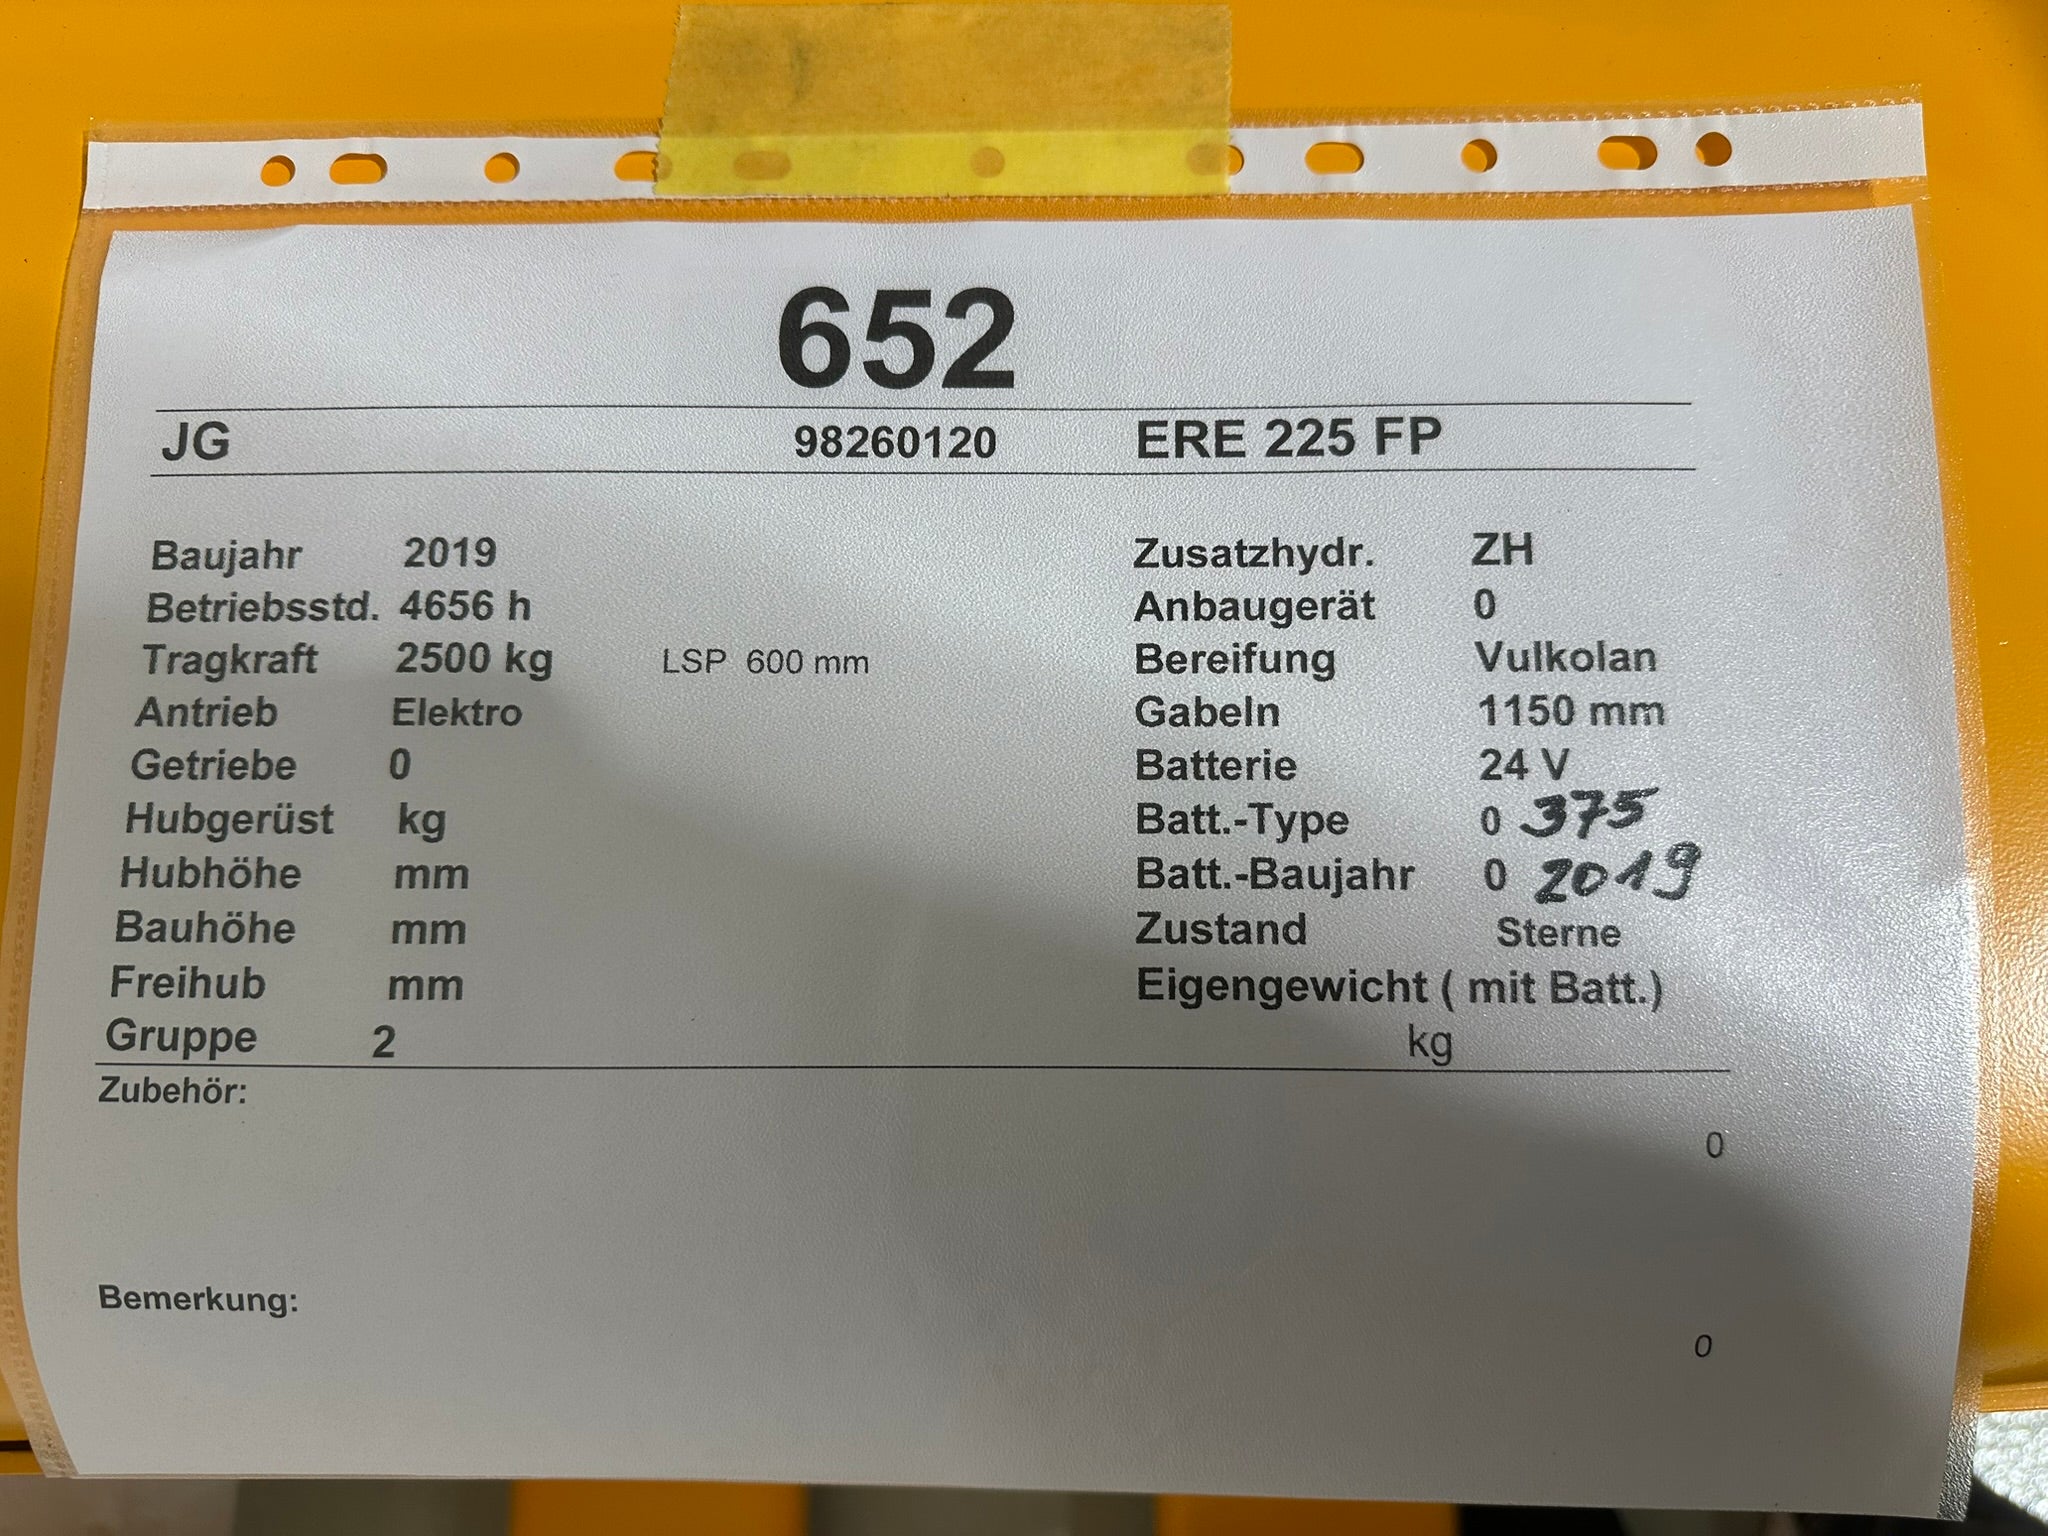 652
JG 98260120 ERE 225 FP
Baujahr 2019 Zusatzhydr. ZH
Betriebsstd. 4656 h Anbaugerät 0
Tragkraft 2500 kg LSP 600 mm Bereifung Vulkolan
Antrieb Elektro Gabeln 1150 mm
Getriebe 0 Batterie 24 V
Hubgerüst kg Batt.-Type 0 375
Hubhöhe mm Batt.-Baujahr 0 2019
Bauhöhe mm Zustand Sterne
Freihub mm Eigengewicht ( mit Batt.)
Gruppe 2 kg
Zubehör:
0
Bemerkung:
0